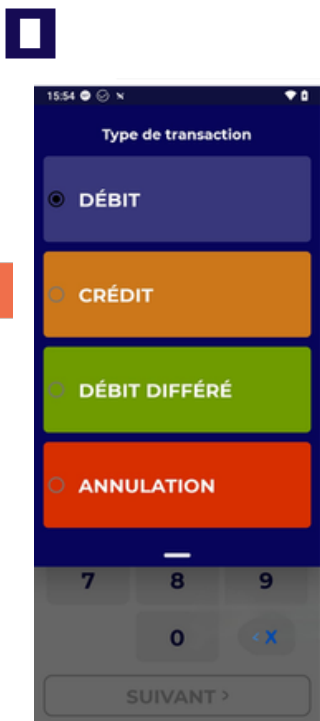 15:54
Type de transaction
DÉBIT
CRÉDIT
DÉBIT DIFFÉRÉ
ANNULATION
7 8 9
0 < X
SUIVANT >